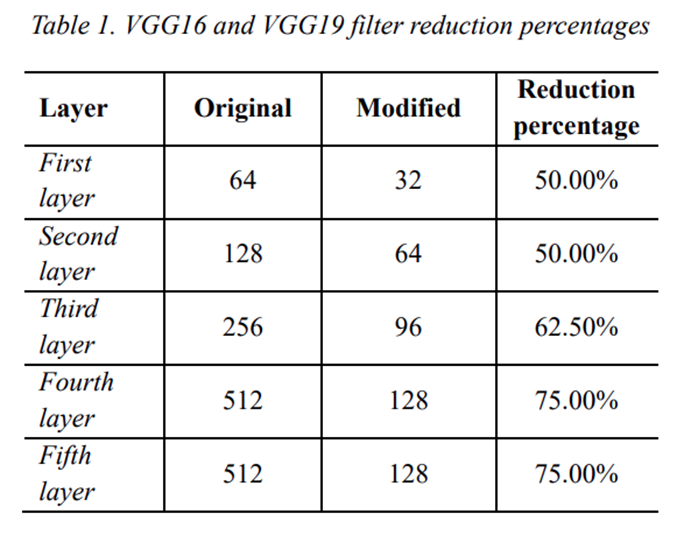 Table 1. VGG16 and VGG19 filter reduction percentages
Layer Original Modified Reduction percentage
First layer 64 32 50.00%
Second layer 128 64 50.00%
Third layer 256 96 62.50%
Fourth layer 512 128 75.00%
Fifth layer 512 128 75.00%